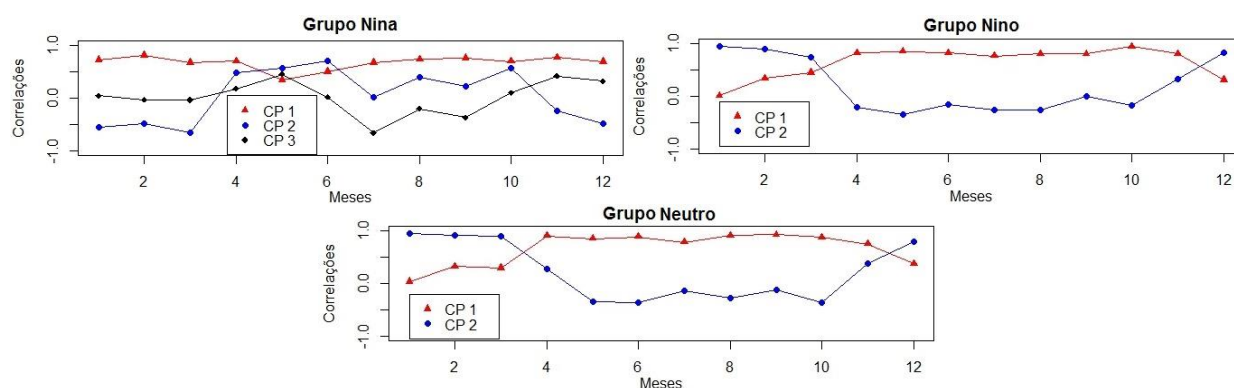 Grupo Nina
Correlações
1.0
0.0
-1.0
CP 1
CP 2
CP 3
2 4 6 8 10 12
Meses
Grupo Nino
Correlações
1.0
0.0
-1.0
CP 1
CP 2
2 4 6 8 10 12
Meses
Grupo Neutro
Correlações
1.0
0.0
-1.0
CP 1
CP 2
2 4 6 8 10 12
Meses